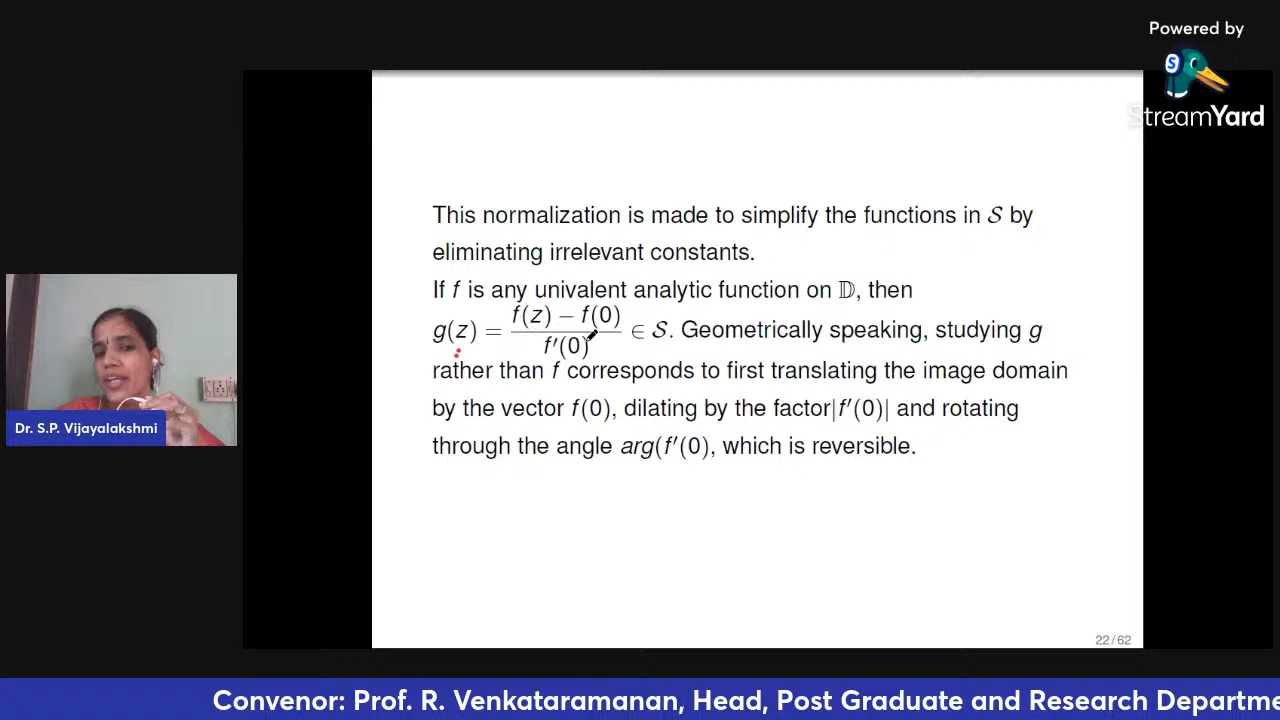 Powered by
StreamYard
This normalization is made to simplify the functions in 𝒮 by
eliminating irrelevant constants.
If f is any univalent analytic function on 𝔻, then
g(z) = (f(z) − f(0)) / f′(0) ∈ 𝒮. Geometrically speaking, studying g
rather than f corresponds to first translating the image domain
by the vector f(0), dilating by the factor|f′(0)| and rotating
through the angle arg(f′(0), which is reversible.
Dr. S.P. Vijayalakshmi
22/62
Convenor: Prof. R. Venkataramanan, Head, Post Graduate and Research Departme